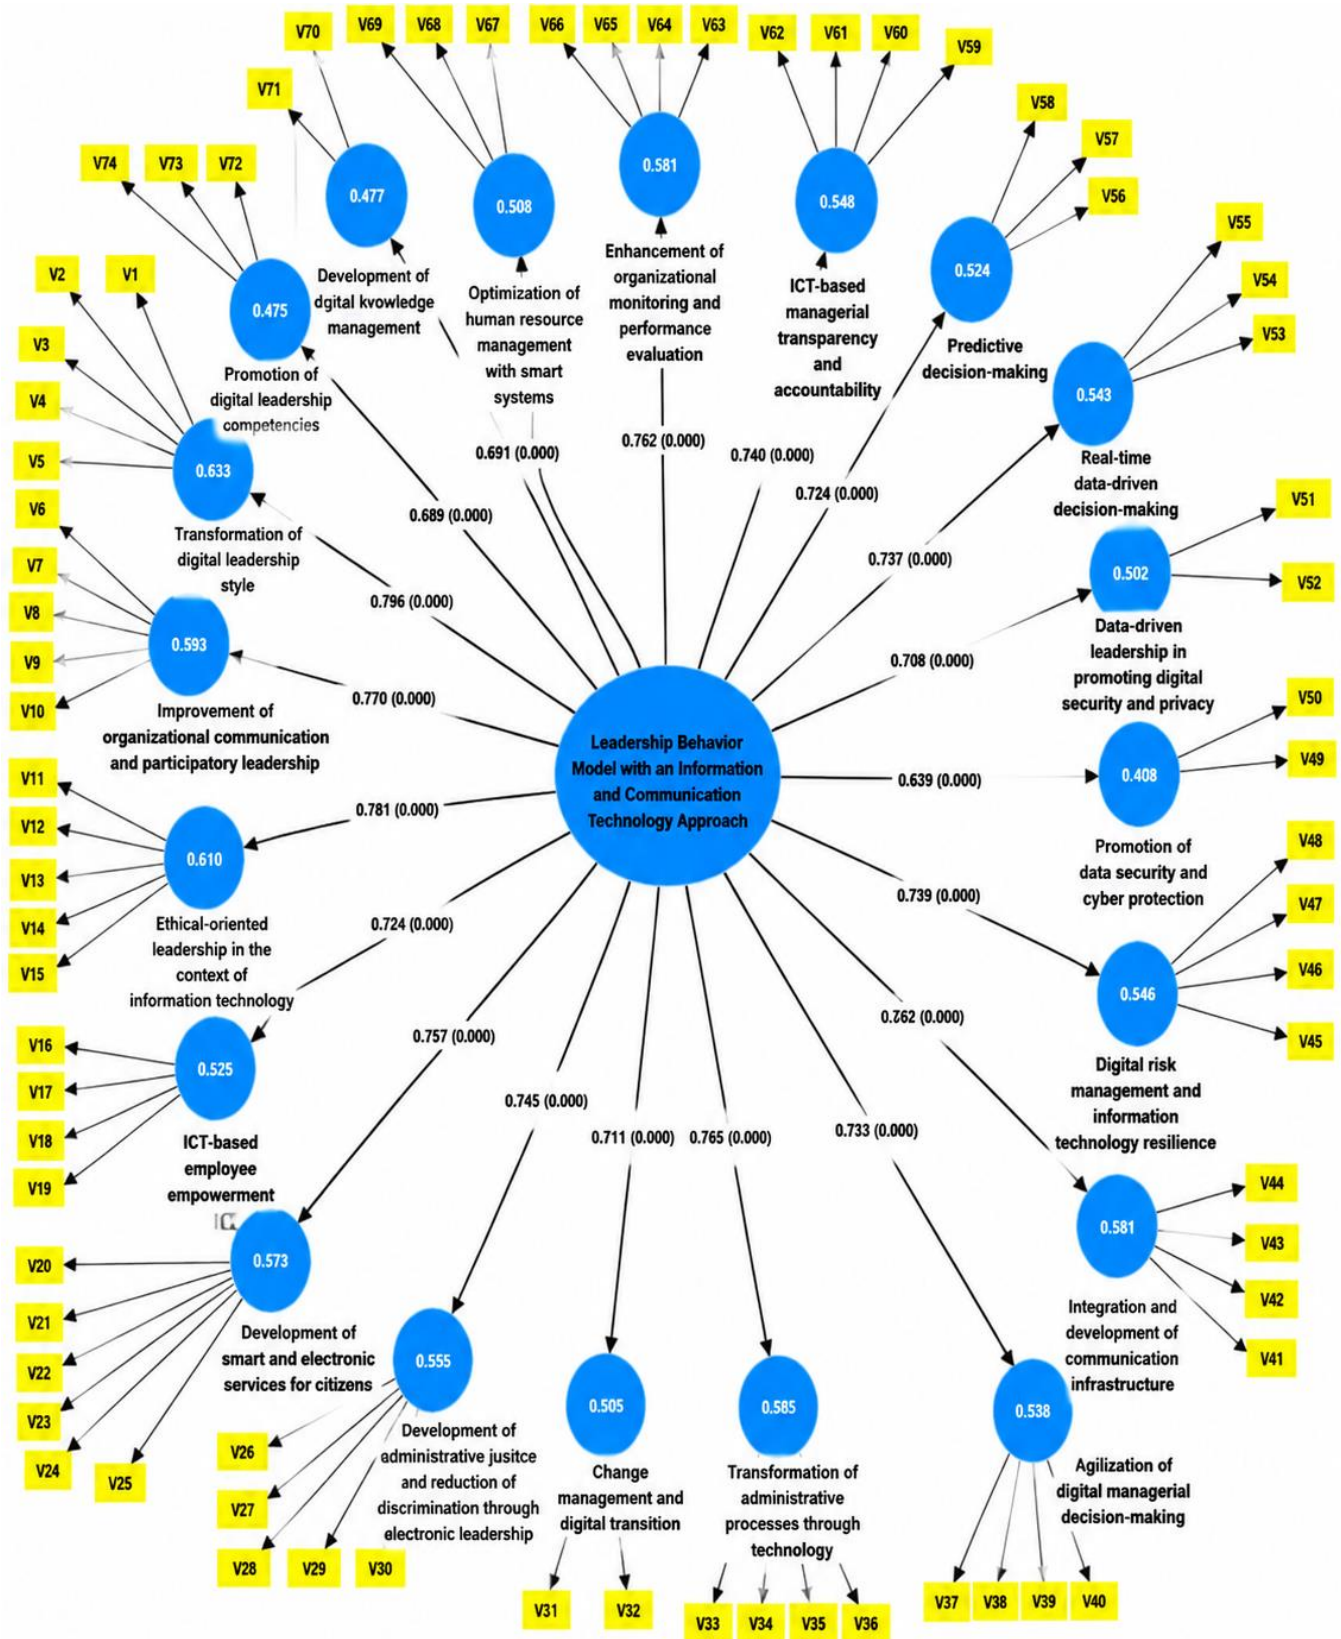 V70
V69
V68
V67
V66
V65
V64
V63
V62
V61
V60
V59
V71
V58
V57
V56
V74
V73
V72
0.477
0.508
0.581
0.548
0.524
V55
V54
V53
Development of
dgital kvowledge
management
Optimization of
human resource
management
with smart
systems
Enhancement of
organizational
monitoring and
performance
evaluation
ICT-based
managerial
transparency
and
accountability
Predictive
decision-making
V2
V1
0.475
Promotion of
digital leadership
competencies
0.543
Real-time
data-driven
decision-making
V3
V4
V5
0.633
Transformation of
digital leadership
style
0.691 (0.000)
0.762 (0.000)
0.740 (0.000)
0.724 (0.000)
0.689 (0.000)
0.737 (0.000)
0.796 (0.000)
V51
V52
0.502
Data-driven
leadership in
promoting digital
security and privacy
0.708 (0.000)
V6
V7
V8
V9
V10
0.593
Improvement of
organizational communication
and participatory leadership
0.770 (0.000)
Leadership Behavior
Model with an Information
and Communication
Technology Approach
0.639 (0.000)
V50
V49
0.408
Promotion of
data security and
cyber protection
V11
V12
V13
V14
V15
0.610
Ethical-oriented
leadership in the
context of
information technology
0.781 (0.000)
0.739 (0.000)
V48
V47
V46
V45
0.546
Digital risk
management and
information
technology resilience
0.724 (0.000)
V16
V17
V18
V19
0.525
ICT-based
employee
empowerment
0.757 (0.000)
0.745 (0.000)
0.711 (0.000)
0.765 (0.000)
0.733 (0.000)
0.262 (0.000)
V44
V43
V42
V41
0.581
Integration and
development of
communication
infrastructure
V20
V21
V22
V23
V24
V25
0.573
Development of
smart and electronic
services for citizens
0.555
Development of
administrative jusitce
and reduction of
discrimination through
electronic leadership
V26
V27
V28
V29
V30
0.505
Change
management and
digital transition
V31
V32
0.585
Transformation of
administrative
processes through
technology
V33
V34
V35
V36
0.538
Agilization of
digital managerial
decision-making
V37
V38
V39
V40